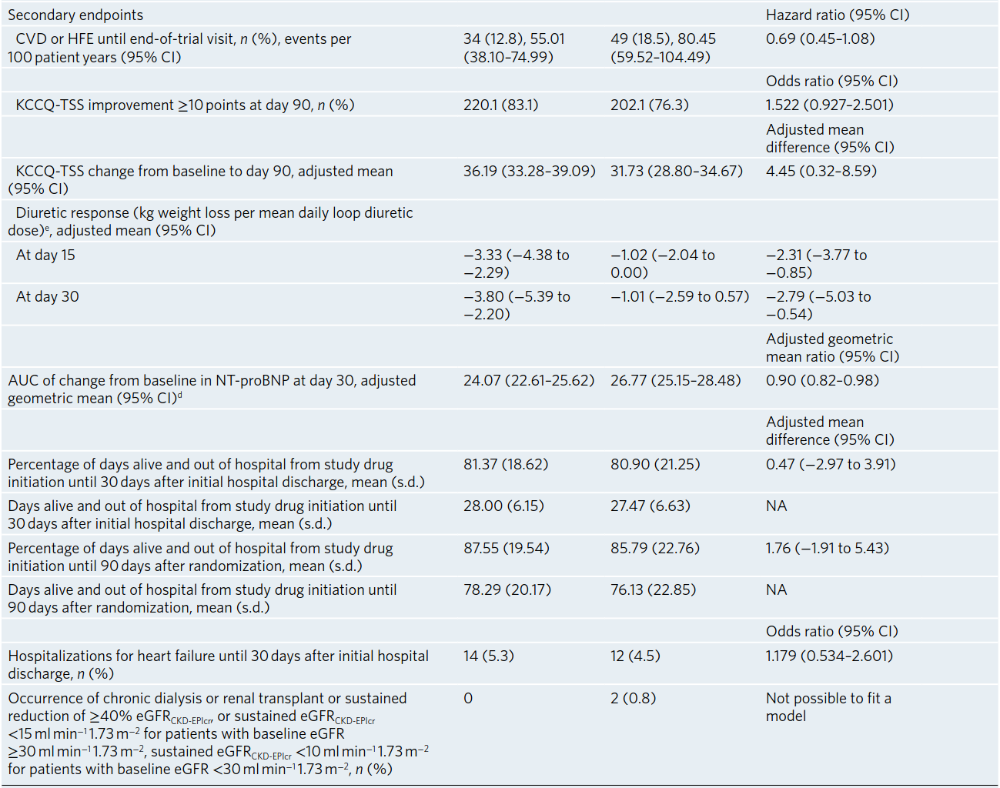 Secondary endpoints Hazard ratio (95% CI)
CVD or HFE until end-of-trial visit, n (%), events per 34 (12.8), 55.01 49 (18.5), 80.45 0.69 (0.45–1.08)
100 patient years (95% CI) (38.10–74.99) (59.52–104.49)
Odds ratio (95% CI)
KCCQ-TSS improvement ≥10 points at day 90, n (%) 220.1 (83.1) 202.1 (76.3) 1.522 (0.927–2.501)
Adjusted mean
difference (95% CI)
KCCQ-TSS change from baseline to day 90, adjusted mean 36.19 (33.28–39.09) 31.73 (28.80–34.67) 4.45 (0.32–8.59)
(95% CI)
Diuretic response (kg weight loss per mean daily loop diuretic
dose)ᵉ, adjusted mean (95% CI)
At day 15 −3.33 (−4.38 to −1.02 (−2.04 to −2.31 (−3.77 to
−2.29) 0.00) −0.85)
At day 30 −3.80 (−5.39 to −1.01 (−2.59 to 0.57) −2.79 (−5.03 to
−2.20) −0.54)
Adjusted geometric
mean ratio (95% CI)
AUC of change from baseline in NT-proBNP at day 30, adjusted 24.07 (22.61–25.62) 26.77 (25.15–28.48) 0.90 (0.82–0.98)
geometric mean (95% CI)ᵈ
Adjusted mean
difference (95% CI)
Percentage of days alive and out of hospital from study drug 81.37 (18.62) 80.90 (21.25) 0.47 (−2.97 to 3.91)
initiation until 30 days after initial hospital discharge, mean (s.d.)
Days alive and out of hospital from study drug initiation until 28.00 (6.15) 27.47 (6.63) NA
30 days after initial hospital discharge, mean (s.d.)
Percentage of days alive and out of hospital from study drug 87.55 (19.54) 85.79 (22.76) 1.76 (−1.91 to 5.43)
initiation until 90 days after randomization, mean (s.d.)
Days alive and out of hospital from study drug initiation until 78.29 (20.17) 76.13 (22.85) NA
90 days after randomization, mean (s.d.)
Odds ratio (95% CI)
Hospitalizations for heart failure until 30 days after initial hospital 14 (5.3) 12 (4.5) 1.179 (0.534–2.601)
discharge, n (%)
Occurrence of chronic dialysis or renal transplant or sustained 0 2 (0.8) Not possible to fit a
reduction of ≥40% eGFRCKD-EPIcr, or sustained eGFRCKD-EPIcr model
<15 ml min⁻¹ 1.73 m⁻² for patients with baseline eGFR
≥30 ml min⁻¹ 1.73 m⁻², sustained eGFRCKD-EPIcr <10 ml min⁻¹ 1.73 m⁻²
for patients with baseline eGFR <30 ml min⁻¹ 1.73 m⁻², n (%)